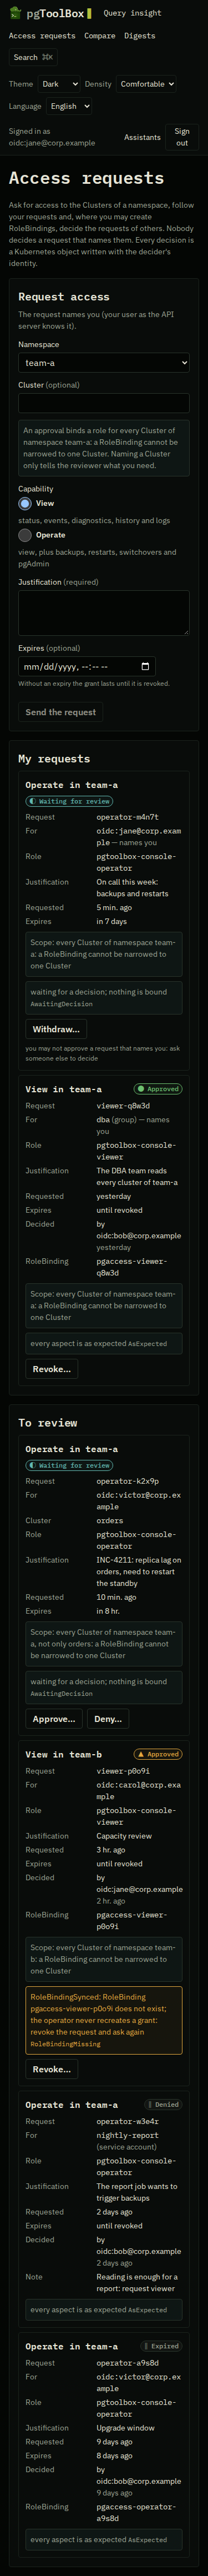 pgToolBox Query insight
Access requests Compare Digests
Search ⌘K
Theme Dark Density Comfortable
Language English
Signed in as
oidc:jane@corp.example
Assistants
Sign
out
Access requests
Ask for access to the Clusters of a namespace, follow
your requests and, where you may create
RoleBindings, decide the requests of others. Nobody
decides a request that names them. Every decision is
a Kubernetes object written with the decider's
identity.
Request access
The request names you (your user as the API
server knows it).
Namespace
team-a
Cluster (optional)
An approval binds a role for every Cluster of
namespace team-a: a RoleBinding cannot be
narrowed to one Cluster. Naming a Cluster
only tells the reviewer what you need.
Capability
View
status, events, diagnostics, history and logs
Operate
view, plus backups, restarts, switchovers and
pgAdmin
Justification (required)
Expires (optional)
mm/dd/yyyy, --:-- --
Without an expiry the grant lasts until it is revoked.
Send the request
My requests
Operate in team-a
Waiting for review
Request operator-m4n7t
For oidc:jane@corp.exam
ple — names you
Role pgtoolbox-console-
operator
Justification On call this week:
backups and restarts
Requested 5 min. ago
Expires in 7 days
Scope: every Cluster of namespace team-
a: a RoleBinding cannot be narrowed to
one Cluster
waiting for a decision; nothing is bound
AwaitingDecision
Withdraw...
you may not approve a request that names you: ask
someone else to decide
View in team-a Approved
Request viewer-q8w3d
For dba (group) — names
you
Role pgtoolbox-console-
viewer
Justification The DBA team reads
every cluster of team-a
Requested yesterday
Expires until revoked
Decided by
oidc:bob@corp.example
yesterday
RoleBinding pgaccess-viewer-
q8w3d
Scope: every Cluster of namespace team-
a: a RoleBinding cannot be narrowed to
one Cluster
every aspect is as expected AsExpected
Revoke...
To review
Operate in team-a
Waiting for review
Request operator-k2x9p
For oidc:victor@corp.ex
ample
Cluster orders
Role pgtoolbox-console-
operator
Justification INC-4211: replica lag on
orders, need to restart
the standby
Requested 10 min. ago
Expires in 8 hr.
Scope: every Cluster of namespace team-
a, not only orders: a RoleBinding cannot
be narrowed to one Cluster
waiting for a decision; nothing is bound
AwaitingDecision
Approve... Deny...
View in team-b Approved
Request viewer-p0o9i
For oidc:carol@corp.exa
mple
Role pgtoolbox-console-
viewer
Justification Capacity review
Requested 3 hr. ago
Expires until revoked
Decided by
oidc:jane@corp.example
2 hr. ago
RoleBinding pgaccess-viewer-
p0o9i
Scope: every Cluster of namespace team-
b: a RoleBinding cannot be narrowed to
one Cluster
RoleBindingSynced: RoleBinding
pgaccess-viewer-p0o9i does not exist;
the operator never recreates a grant:
revoke the request and ask again
RoleBindingMissing
Revoke...
Operate in team-a Denied
Request operator-w3e4r
For nightly-report
(service account)
Role pgtoolbox-console-
operator
Justification The report job wants to
trigger backups
Requested 2 days ago
Expires until revoked
Decided by
oidc:bob@corp.example
2 days ago
Note Reading is enough for a
report: request viewer
every aspect is as expected AsExpected
Operate in team-a Expired
Request operator-a9s8d
For oidc:victor@corp.ex
ample
Role pgtoolbox-console-
operator
Justification Upgrade window
Requested 9 days ago
Expires 8 days ago
Decided by
oidc:bob@corp.example
9 days ago
RoleBinding pgaccess-operator-
a9s8d
every aspect is as expected AsExpected